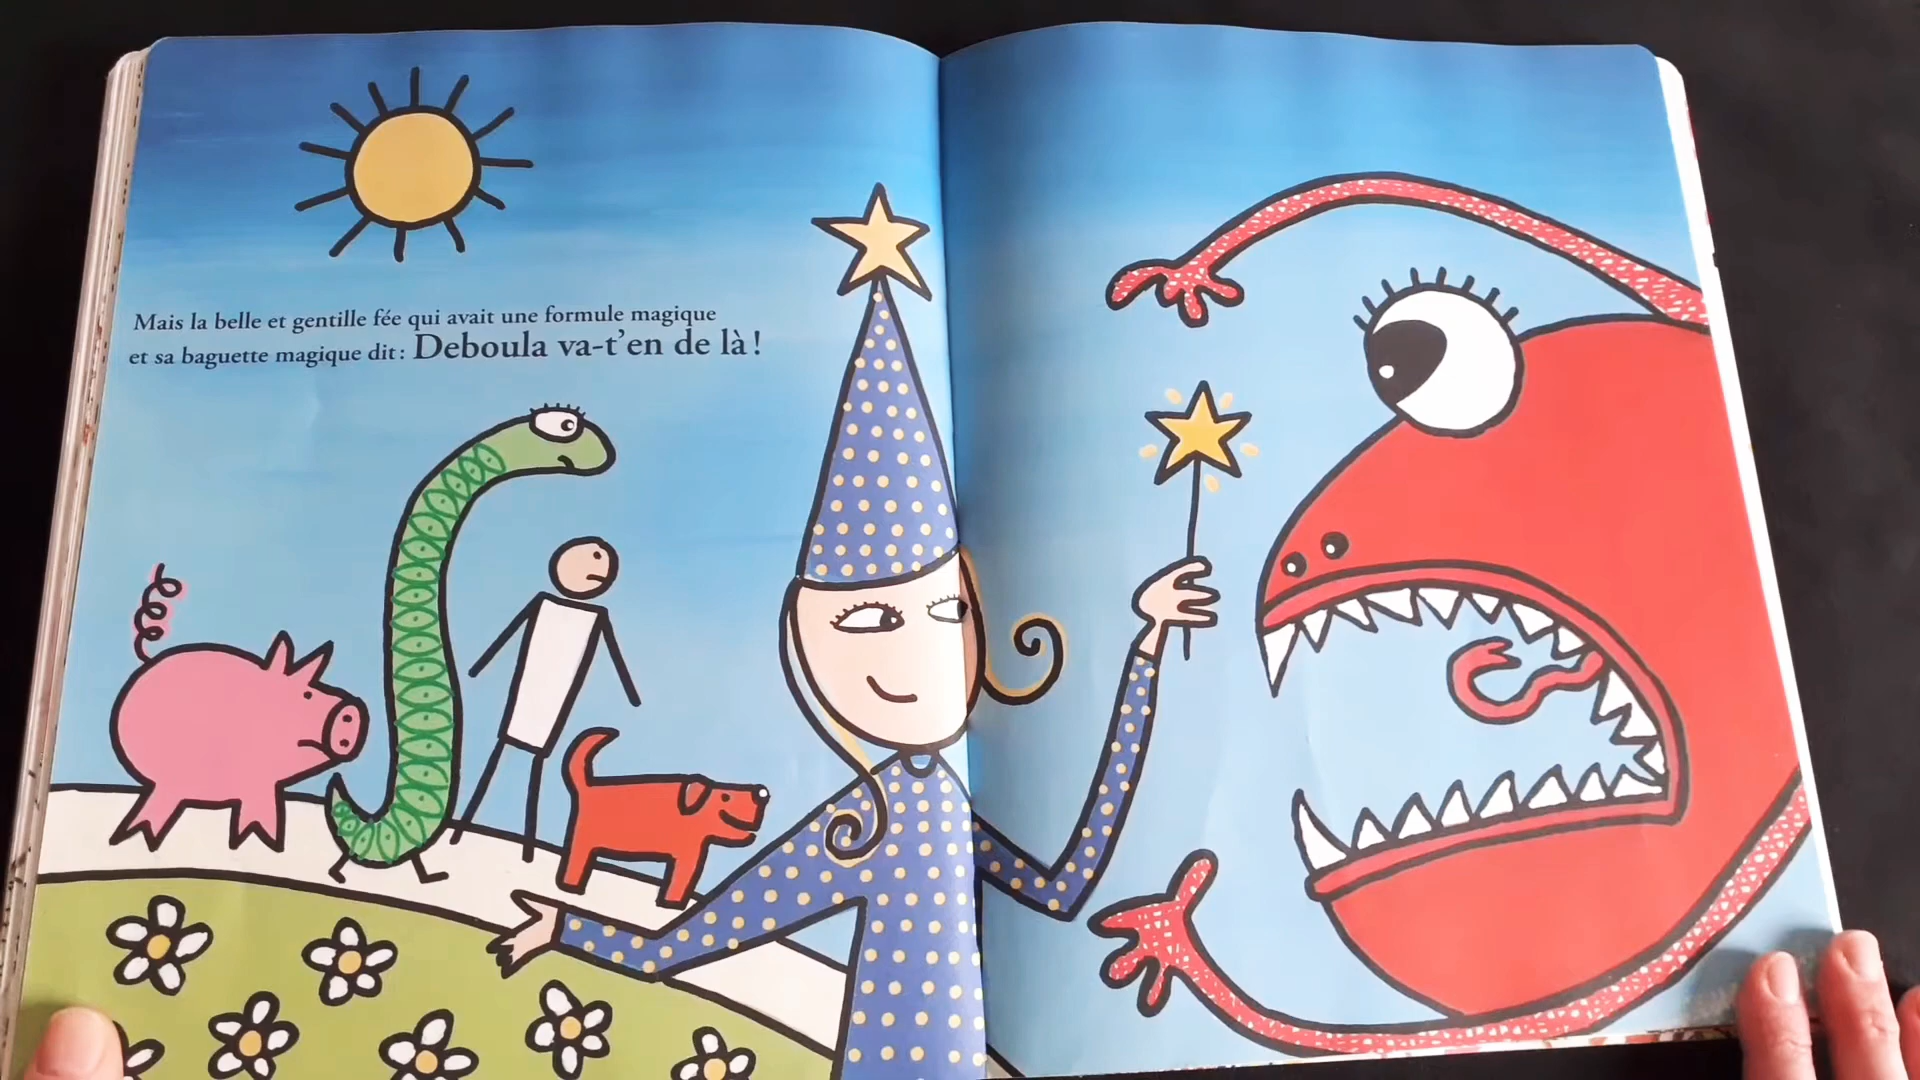 Mais la belle et gentille fée qui avait une formule magique
et sa baguette magique dit : Deboula va-t'en de là !